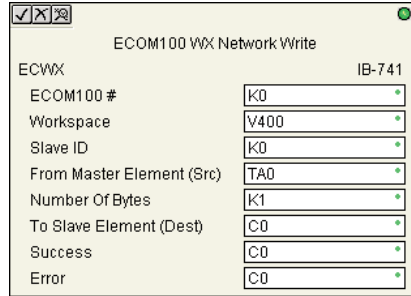 ECOM100 WX Network Write
ECWX IB-741
ECOM100 # K0
Workspace V400
Slave ID K0
From Master Element (Src) TA0
Number Of Bytes K1
To Slave Element (Dest) C0
Success C0
Error C0